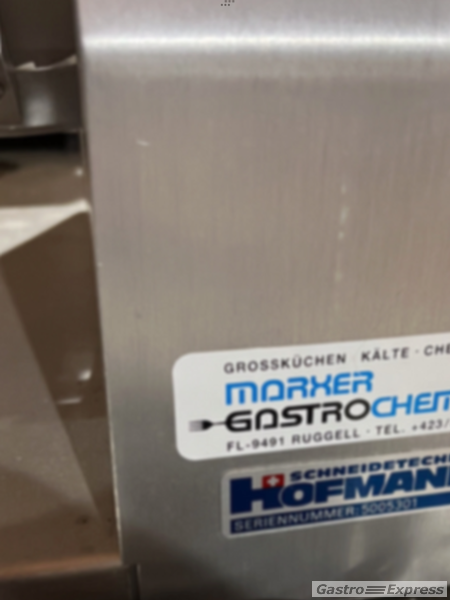 GROSSKÜCHEN KÄLTE · CHE
MARXER
GASTROCHEM
FL-9491 RUGGELL · TEL. +423/
SCHNEIDETECH
HOFMANN
SERIENNUMMER: 5005301
Gastro Express